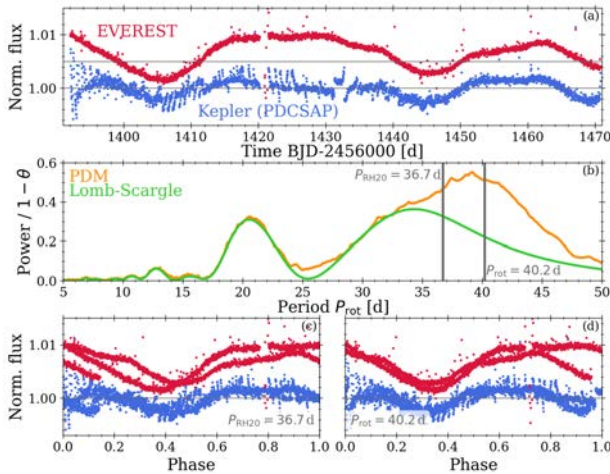 (a)
EVEREST
Kepler (PDCSAP)
Norm. flux
1.01
1.00
1400 1410 1420 1430 1440 1450 1460 1470
Time BJD-2456000 [d]
(b)
PDM
Lomb-Scargle
P_RH20 = 36.7 d
P_rot = 40.2 d
Power / 1 − θ
0.6
0.4
0.2
0.0
5 10 15 20 25 30 35 40 45 50
Period P_rot [d]
(c)
Norm. flux
1.01
1.00
P_RH20 = 36.7 d
0.0 0.2 0.4 0.6 0.8 1.0
Phase
(d)
P_rot = 40.2 d
0.0 0.2 0.4 0.6 0.8 1.0
Phase